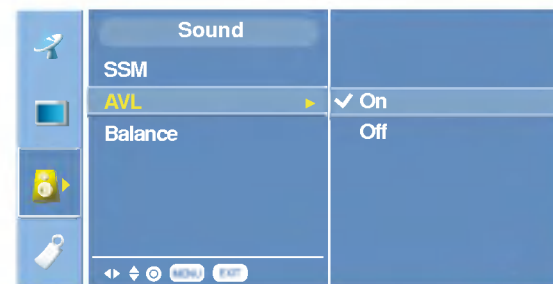 Sound
SSM
AVL
Balance
✓ On
Off
MENU EXIT